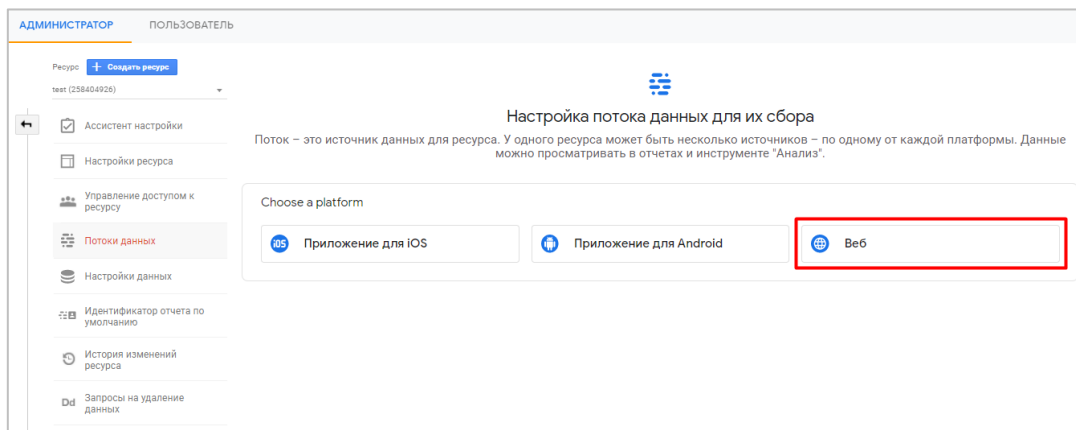 АДМИНИСТРАТОР ПОЛЬЗОВАТЕЛЬ
Ресурс + Создать ресурс
test (258404926)
Ассистент настройки
Настройки ресурса
Управление доступом к
ресурсу
Потоки данных
Настройки данных
Идентификатор отчета по
умолчанию
История изменений
ресурса
Dd Запросы на удаление
данных
Настройка потока данных для их сбора
Поток – это источник данных для ресурса. У одного ресурса может быть несколько источников – по одному от каждой платформы. Данные
можно просматривать в отчетах и инструменте "Анализ".
Choose a platform
iOS Приложение для iOS
Приложение для Android
Веб